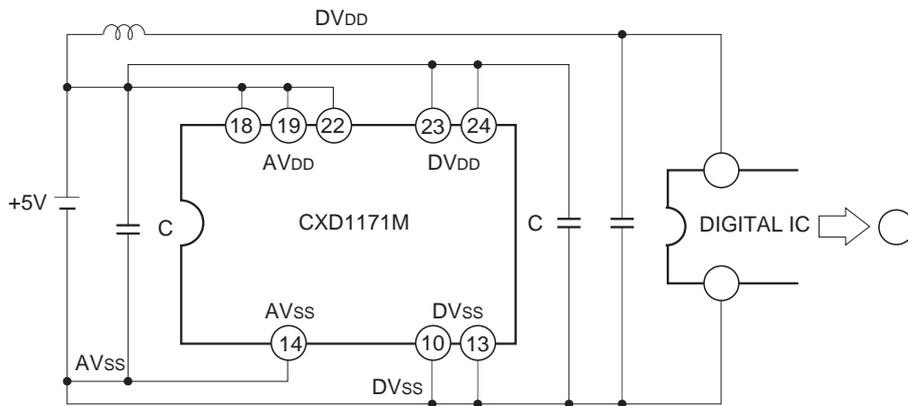 DVDD
18 19 22 23 24
AVDD DVDD
+5V
C CXD1171M C DIGITAL IC
AVSS DVSS
14 10 13
AVSS
DVSS